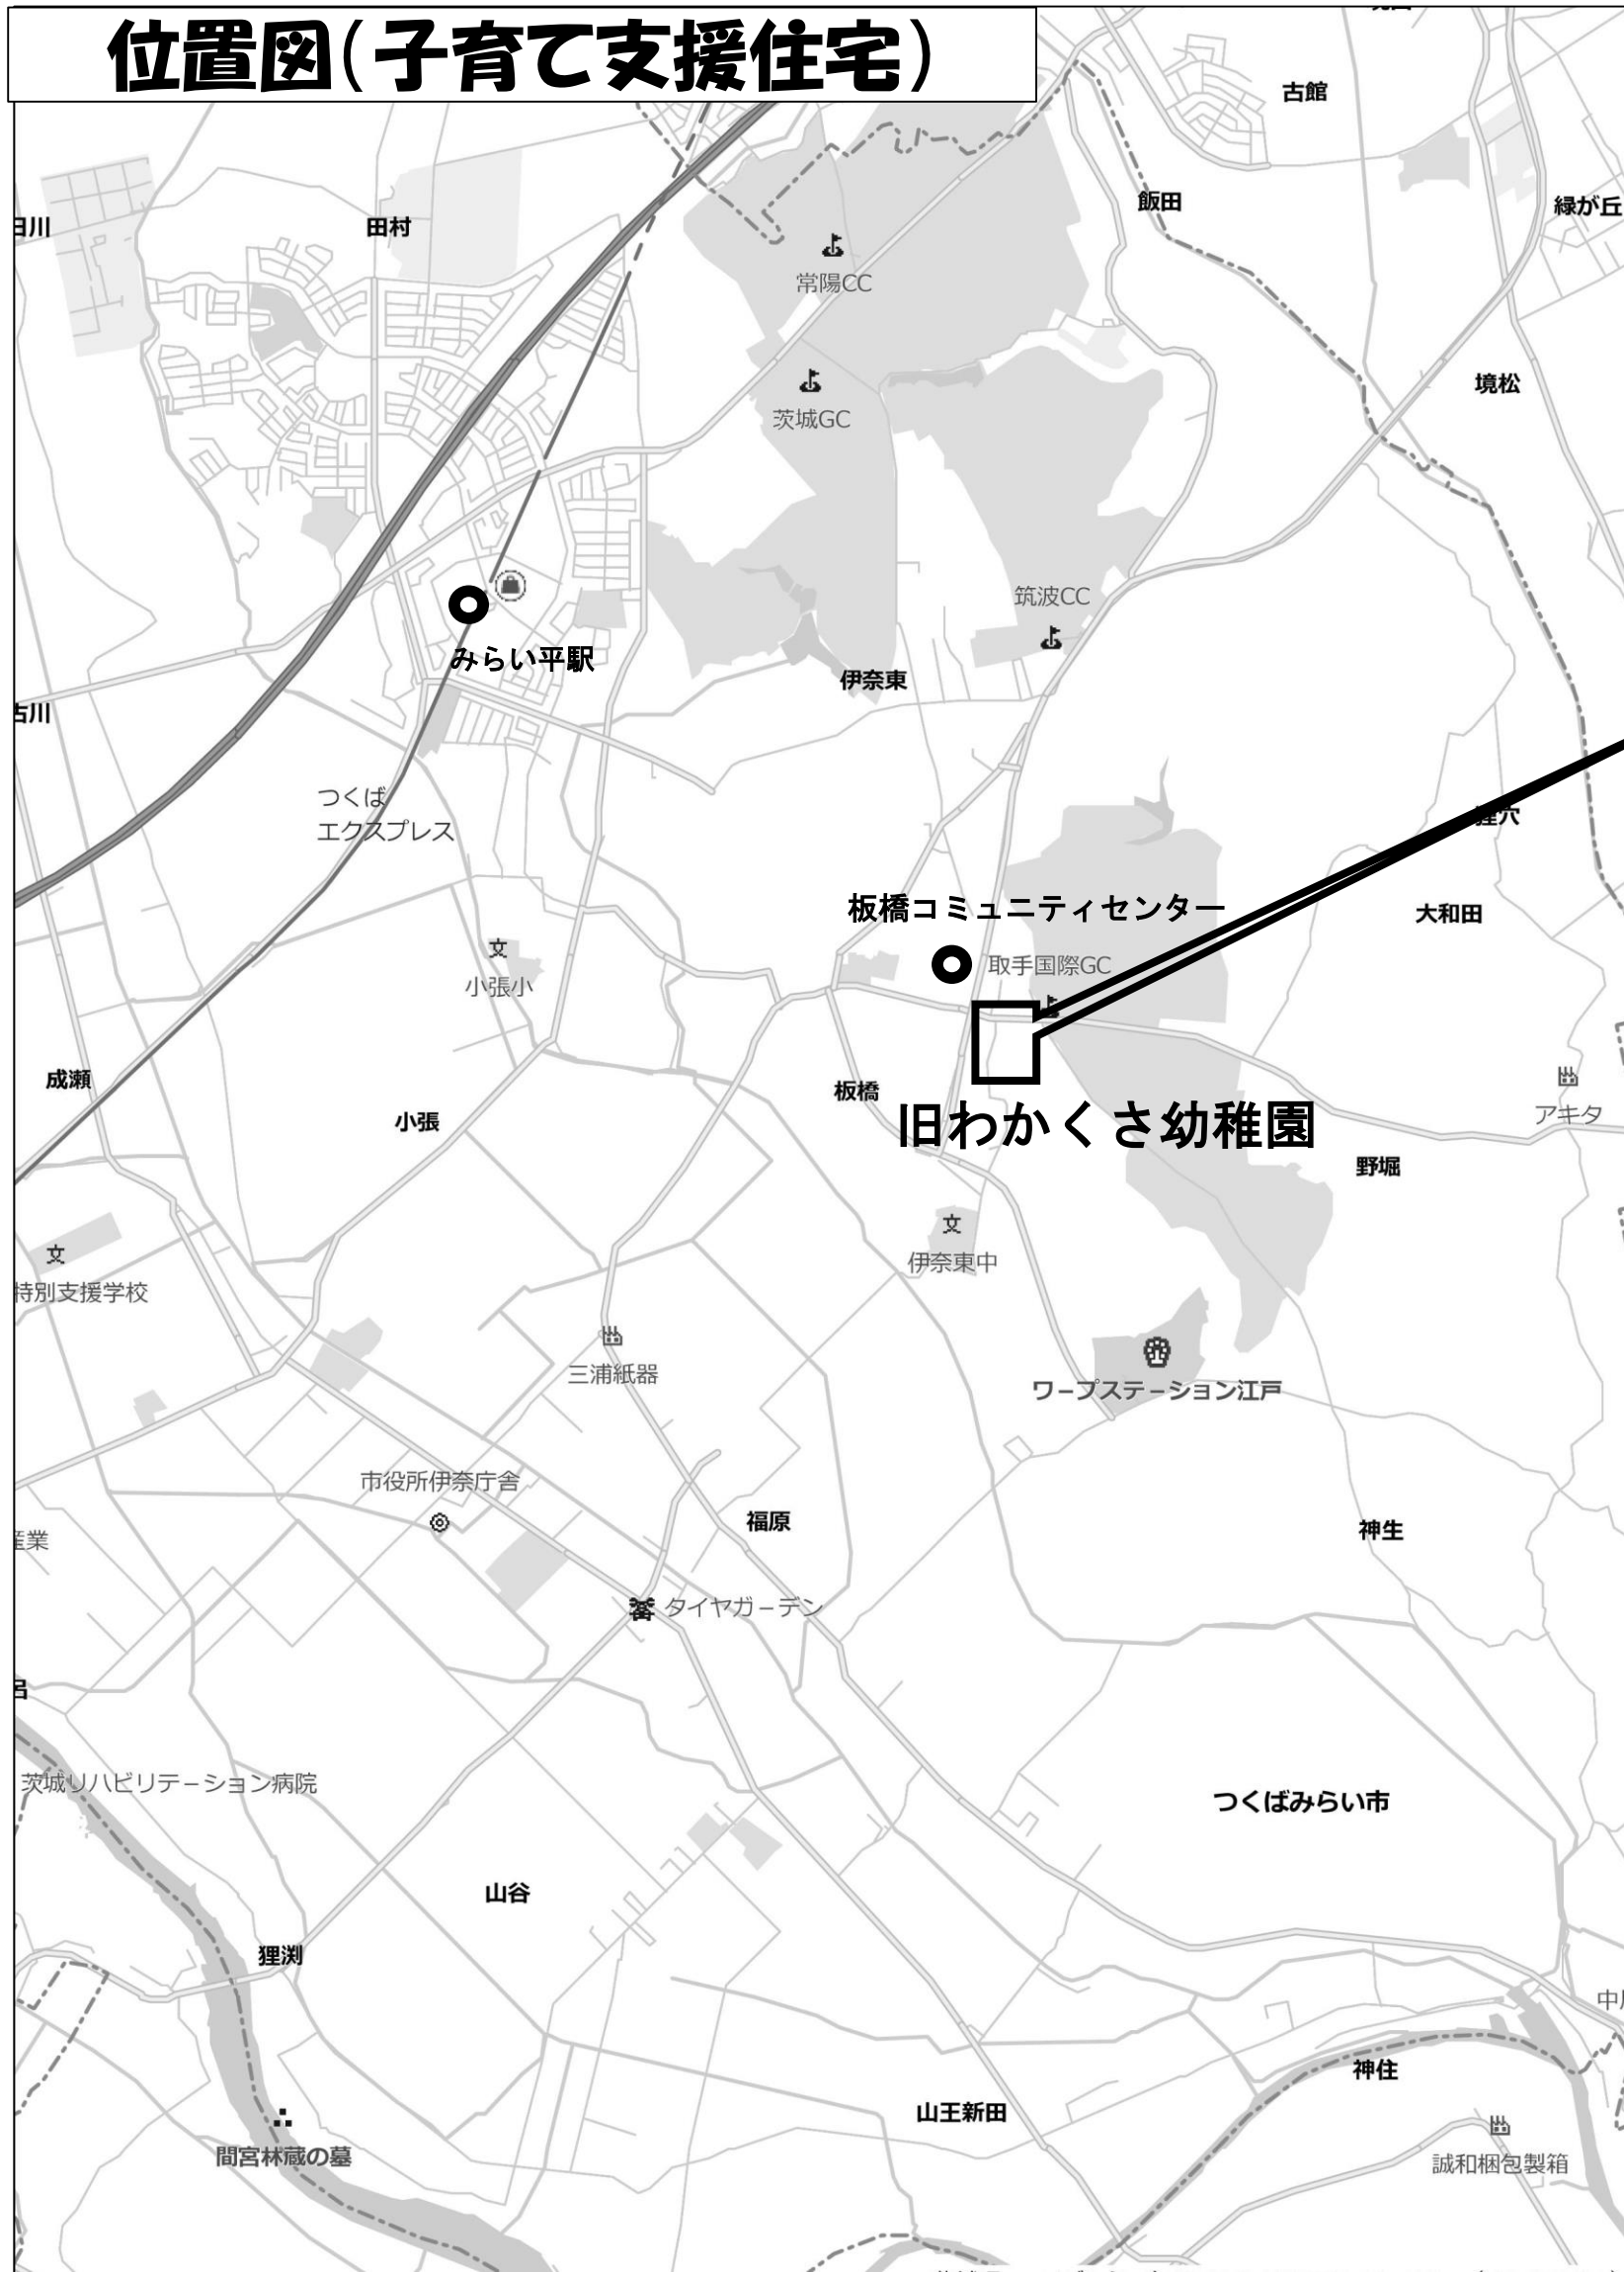 位置図(子育て支援住宅)
古館
飯田
緑が丘
田村
常陽CC
境松
茨城GC
筑波CC
みらい平駅
伊奈東
つくば
エクスプレス
狸穴
板橋コミュニティセンター
大和田
取手国際GC
小張小
成瀬
板橋
小張
旧わかくさ幼稚園
アキタ
野堀
伊奈東中
特別支援学校
三浦紙器
ワープステーション江戸
市役所伊奈庁舎
福原
神生
産業
タイヤガーデン
茨城リハビリテーション病院
つくばみらい市
山谷
狸渕
神住
山王新田
間宮林蔵の墓
誠和梱包製箱